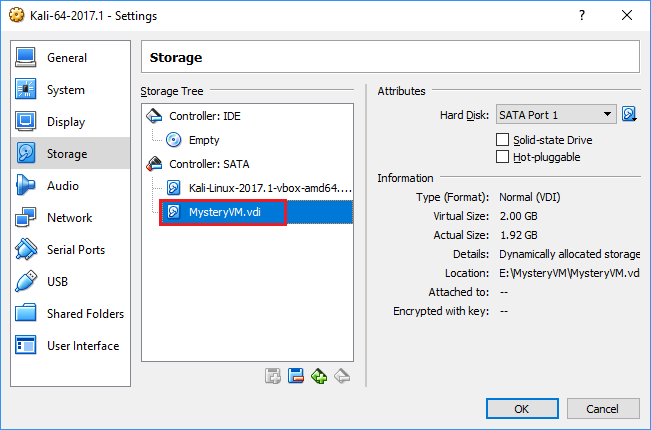 Kali-64-2017.1 - Settings
General
System
Display
Storage
Audio
Network
Serial Ports
USB
Shared Folders
User Interface
Storage
Storage Tree
Controller: IDE
Empty
Controller: SATA
Kali-Linux-2017.1-vbox-amd64....
MysteryVM.vdi
Attributes
Hard Disk: SATA Port 1
Solid-state Drive
Hot-pluggable
Information
Type (Format): Normal (VDI)
Virtual Size: 2.00 GB
Actual Size: 1.92 GB
Details: Dynamically allocated storage
Location: E:\MysteryVM\MysteryVM.vd
Attached to: --
Encrypted with key: --
OK
Cancel